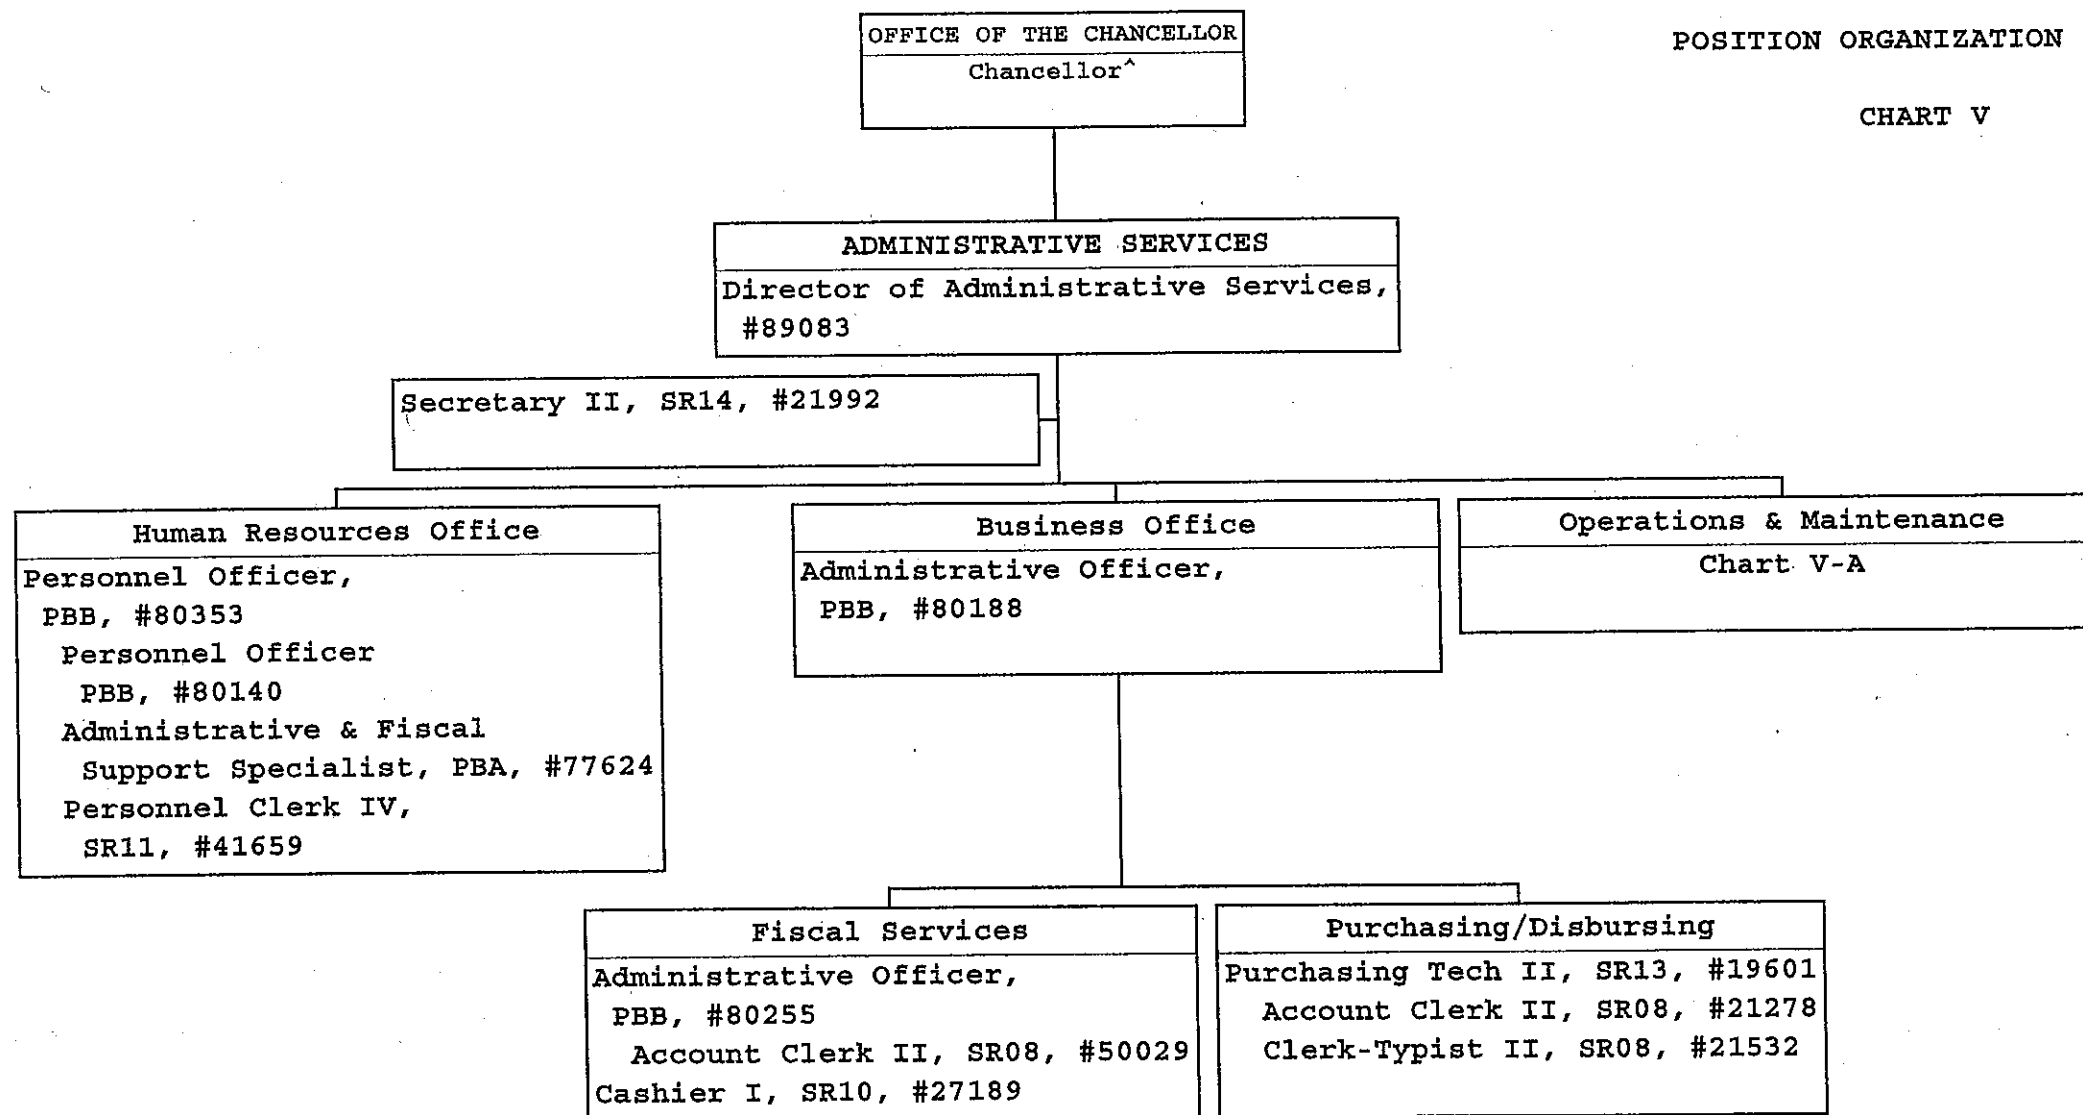 OFFICE OF THE CHANCELLOR
Chancellor^
POSITION ORGANIZATION
CHART V
ADMINISTRATIVE SERVICES
Director of Administrative Services,
#89083
Secretary II, SR14, #21992
Human Resources Office
Personnel Officer,
PBB, #80353
Personnel Officer
PBB, #80140
Administrative & Fiscal
Support Specialist, PBA, #77624
Personnel Clerk IV,
SR11, #41659
Business Office
Administrative Officer,
PBB, #80188
Operations & Maintenance
Chart V-A
Fiscal Services
Administrative Officer,
PBB, #80255
Account Clerk II, SR08, #50029
Cashier I, SR10, #27189
Purchasing/Disbursing
Purchasing Tech II, SR13, #19601
Account Clerk II, SR08, #21278
Clerk-Typist II, SR08, #21532